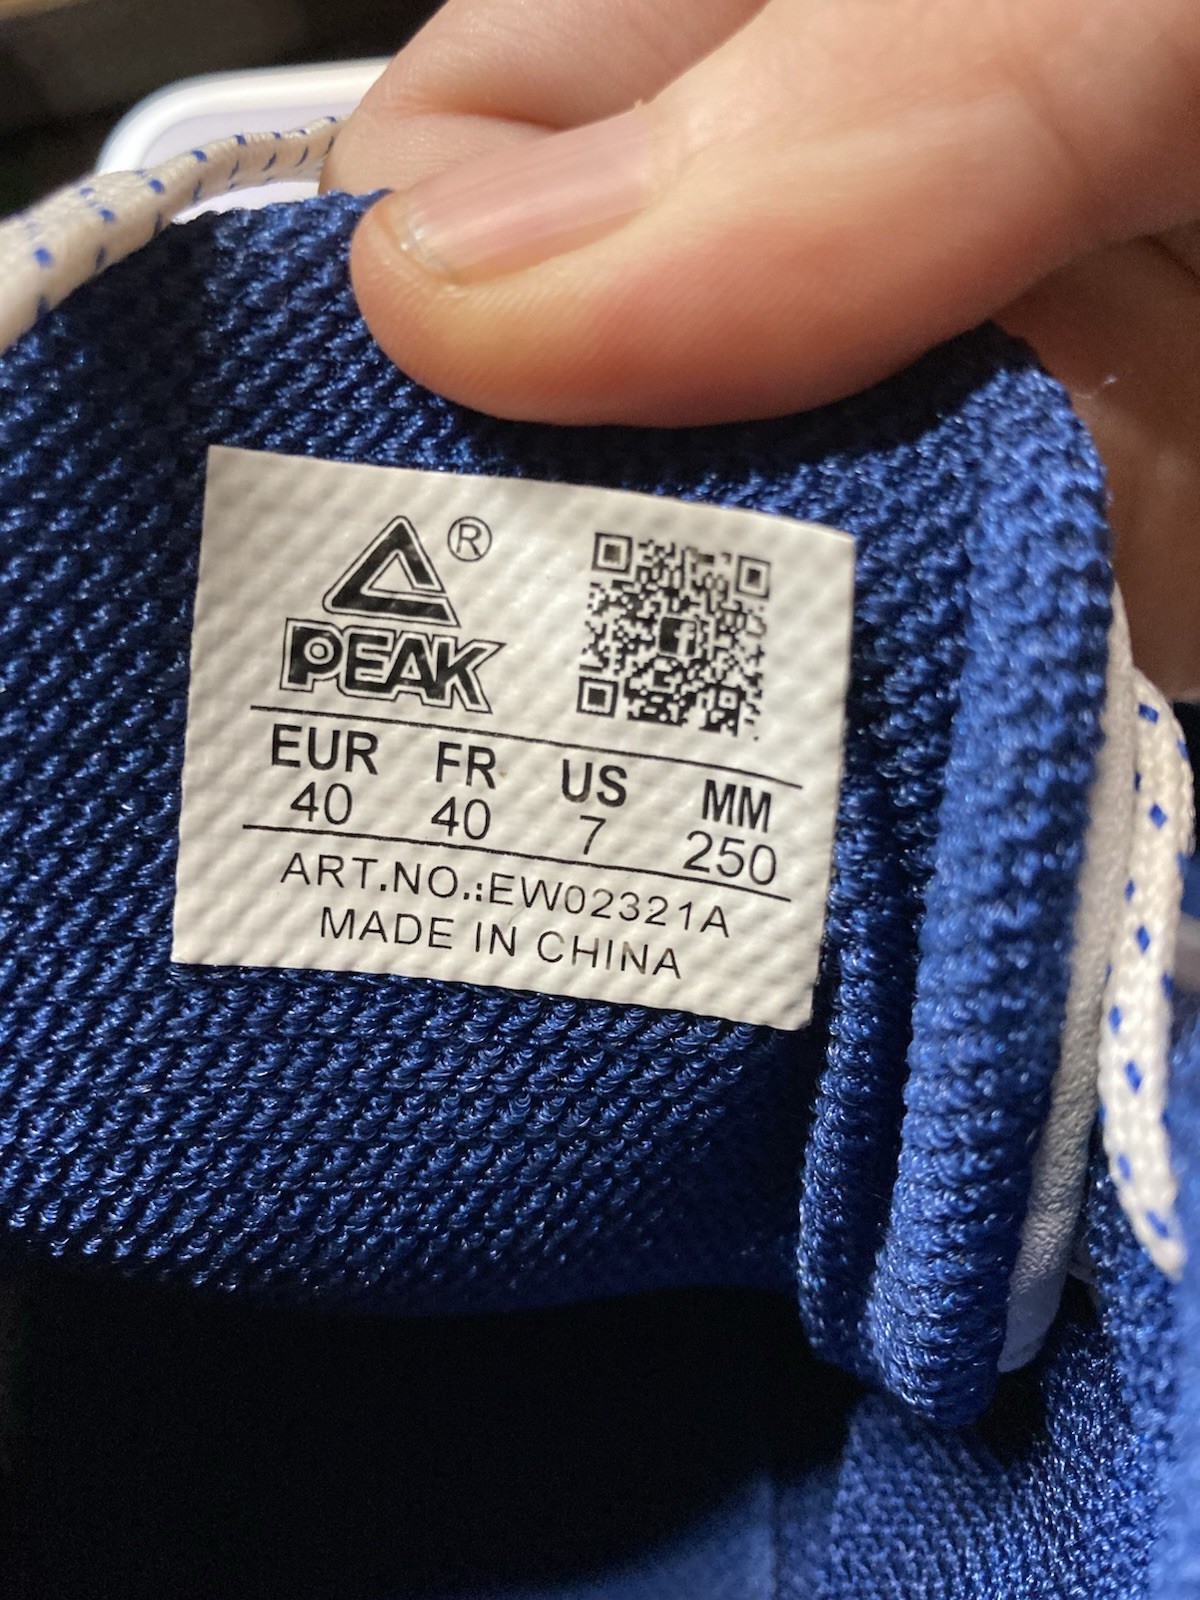 ®
PEAK
EUR FR US MM
40 40 7 250
ART.NO.:EW02321A
MADE IN CHINA